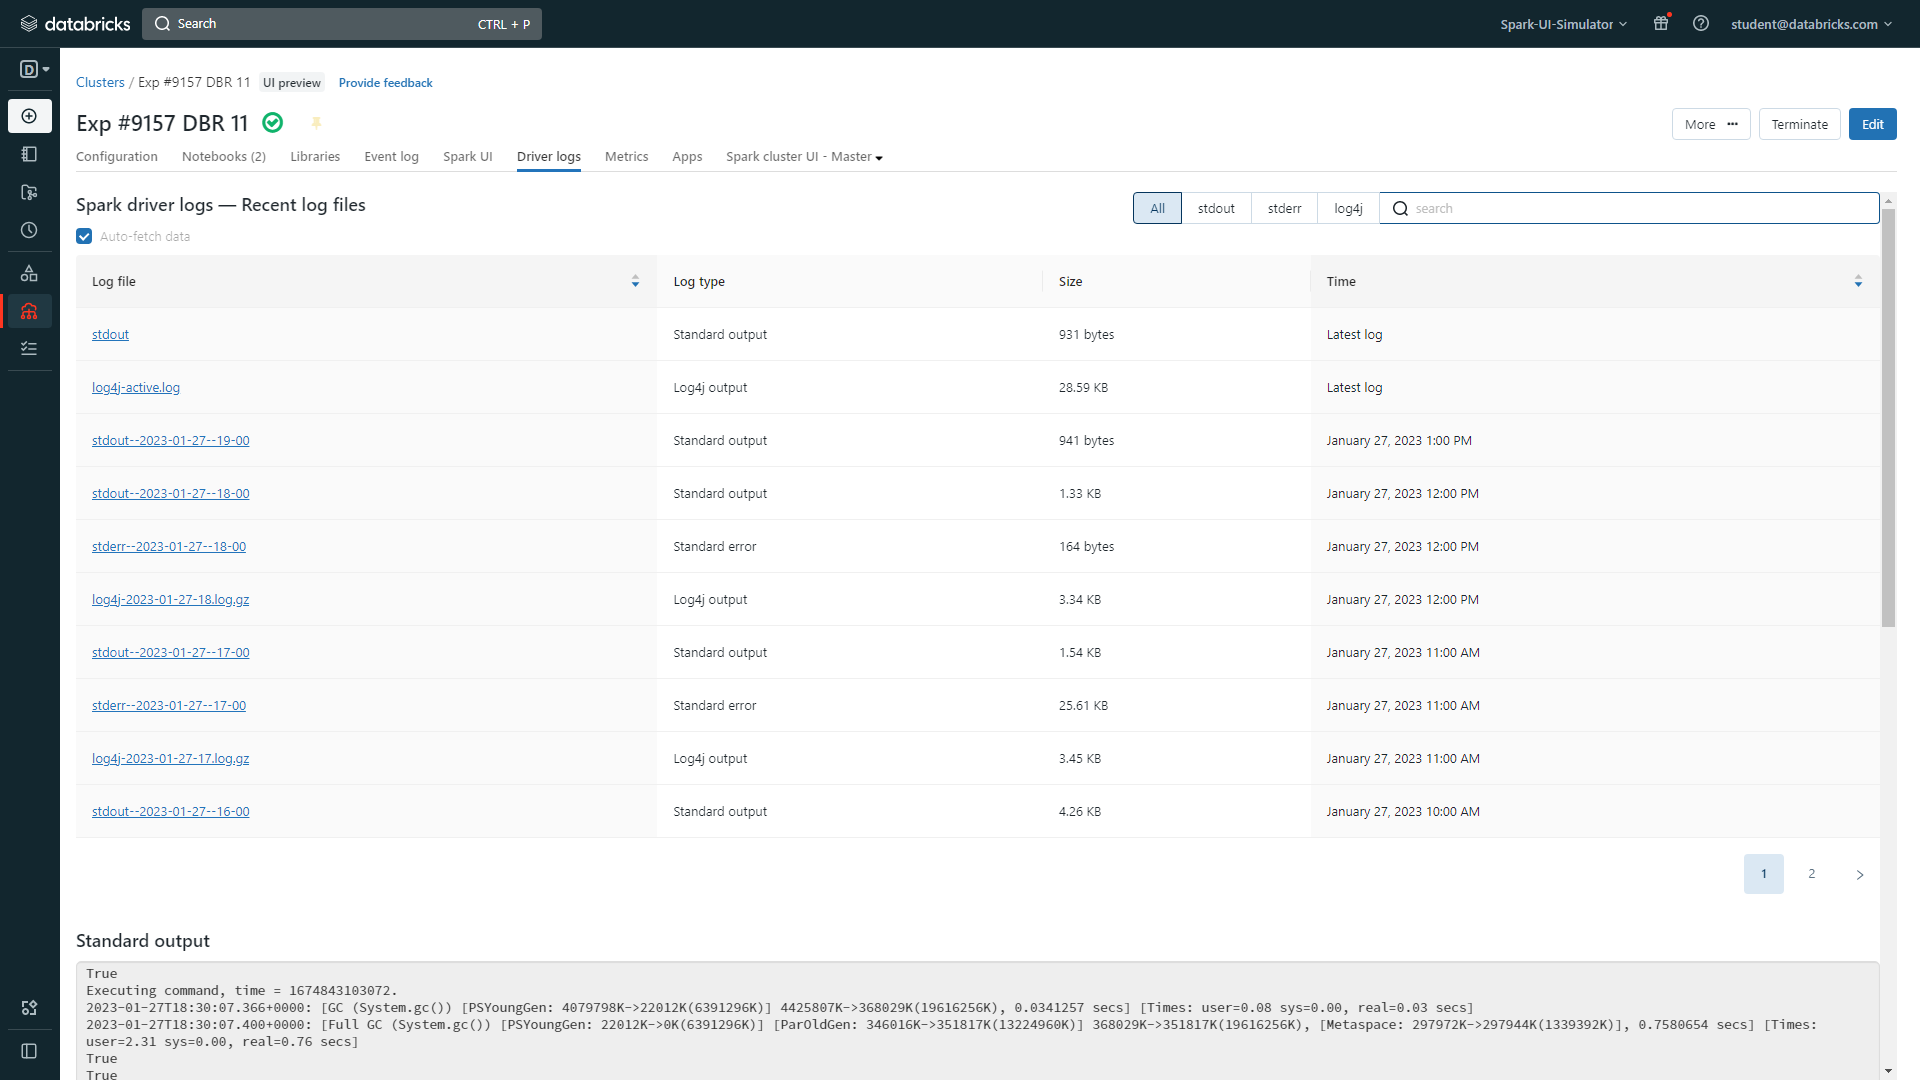 databricks
Search CTRL + P
Spark-UI-Simulator
student@databricks.com
D
Clusters / Exp #9157 DBR 11 UI preview Provide feedback
Exp #9157 DBR 11
More ··· Terminate Edit
Configuration Notebooks (2) Libraries Event log Spark UI Driver logs Metrics Apps Spark cluster UI - Master
Spark driver logs — Recent log files
All stdout stderr log4j search
Auto-fetch data
Log file Log type Size Time
stdout Standard output 931 bytes Latest log
log4j-active.log Log4j output 28.59 KB Latest log
stdout--2023-01-27--19-00 Standard output 941 bytes January 27, 2023 1:00 PM
stdout--2023-01-27--18-00 Standard output 1.33 KB January 27, 2023 12:00 PM
stderr--2023-01-27--18-00 Standard error 164 bytes January 27, 2023 12:00 PM
log4j-2023-01-27-18.log.gz Log4j output 3.34 KB January 27, 2023 12:00 PM
stdout--2023-01-27--17-00 Standard output 1.54 KB January 27, 2023 11:00 AM
stderr--2023-01-27--17-00 Standard error 25.61 KB January 27, 2023 11:00 AM
log4j-2023-01-27-17.log.gz Log4j output 3.45 KB January 27, 2023 11:00 AM
stdout--2023-01-27--16-00 Standard output 4.26 KB January 27, 2023 10:00 AM
1 2 >
Standard output
True
Executing command, time = 1674843103072.
2023-01-27T18:30:07.366+0000: [GC (System.gc()) [PSYoungGen: 4079798K->22012K(6391296K)] 4425807K->368029K(19616256K), 0.0341257 secs] [Times: user=0.08 sys=0.00, real=0.03 secs]
2023-01-27T18:30:07.400+0000: [Full GC (System.gc()) [PSYoungGen: 22012K->0K(6391296K)] [ParOldGen: 346016K->351817K(13224960K)] 368029K->351817K(19616256K), [Metaspace: 297972K->297944K(1339392K)], 0.7580654 secs] [Times:
user=2.31 sys=0.00, real=0.76 secs]
True
True